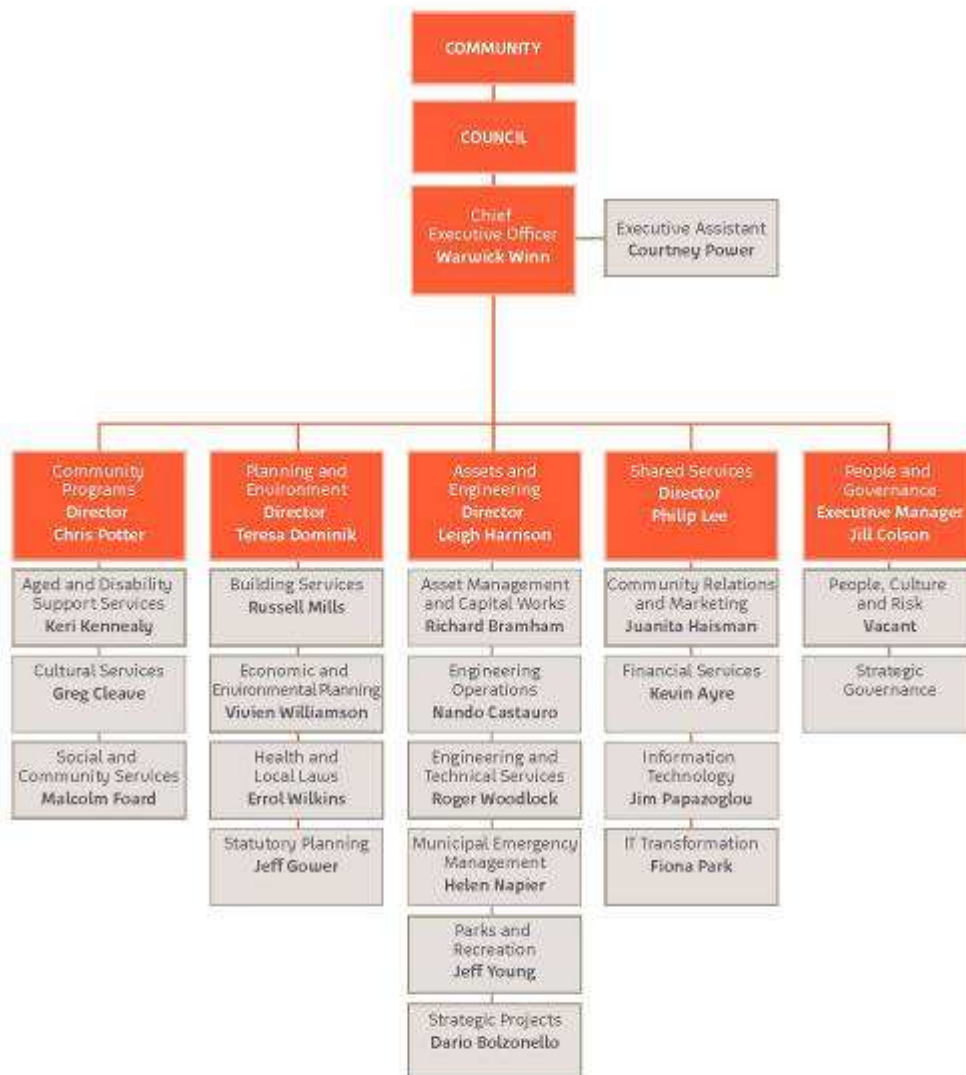 COMMUNITY
COUNCIL
Chief
Executive Officer
Warwick Winn
Executive Assistant
Courtney Power
Community
Programs
Director
Chris Potter
Aged and Disability
Support Services
Keri Kennealy
Cultural Services
Greg Cleave
Social and
Community Services
Malcolm Foard
Planning and
Environment
Director
Teresa Dominik
Building Services
Russell Mills
Economic and
Environmental Planning
Vivien Williamson
Health and
Local Laws
Errol Wilkins
Statutory Planning
Jeff Gower
Assets and
Engineering
Director
Leigh Harrison
Asset Management
and Capital Works
Richard Bramham
Engineering
Operations
Nando Castauro
Engineering and
Technical Services
Roger Woodlock
Municipal Emergency
Management
Helen Napier
Parks and
Recreation
Jeff Young
Strategic Projects
Dario Bolzonello
Shared Services
Director
Philip Lee
Community Relations
and Marketing
Juanita Haisman
Financial Services
Kevin Ayre
Information
Technology
Jim Papazoglou
IT Transformation
Fiona Park
People and
Governance
Executive Manager
Jill Colson
People, Culture
and Risk
Vacant
Strategic
Governance